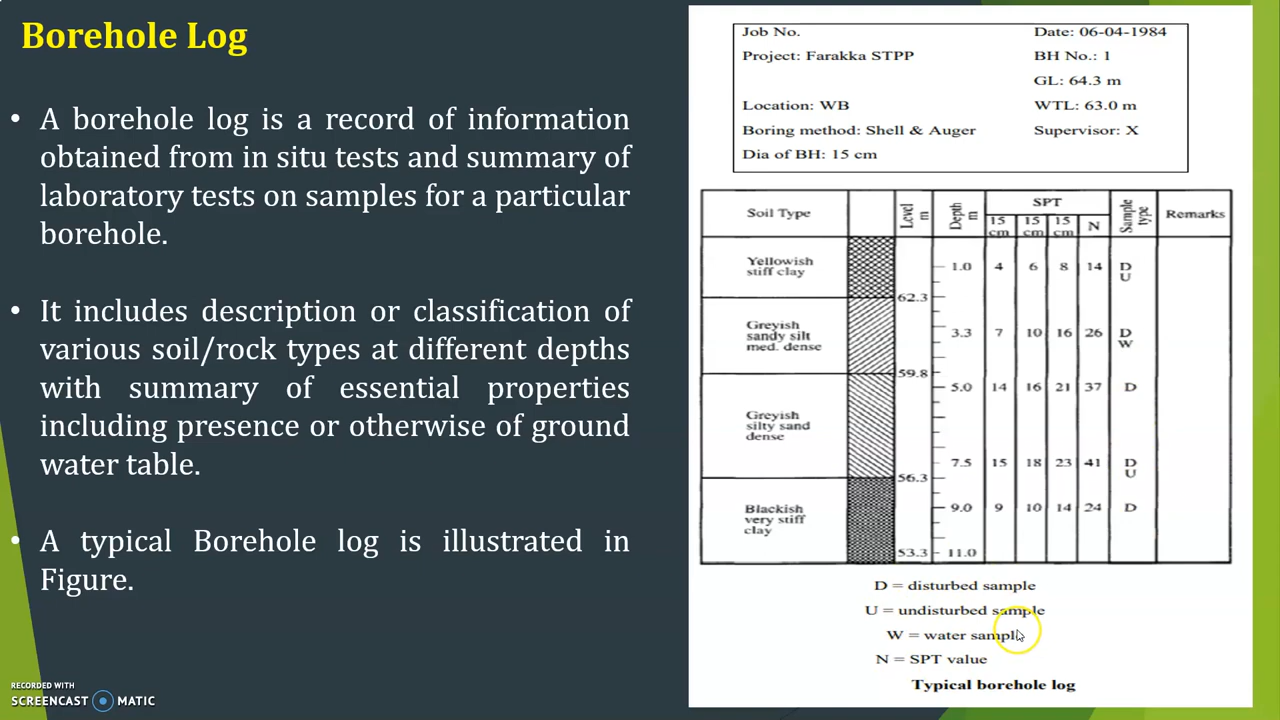 Borehole Log
• A borehole log is a record of information
obtained from in situ tests and summary of
laboratory tests on samples for a particular
borehole.
• It includes description or classification of
various soil/rock types at different depths
with summary of essential properties
including presence or otherwise of ground
water table.
• A typical Borehole log is illustrated in
Figure.
RECORDED WITH
SCREENCAST MATIC
Job No. Date: 06-04-1984
Project: Farakka STPP BH No.: 1
GL: 64.3 m
Location: WB WTL: 63.0 m
Boring method: Shell & Auger Supervisor: X
Dia of BH: 15 cm
Soil Type Level m Depth m SPT Sample type Remarks
15 cm 15 cm 15 cm N
Yellowish
stiff clay 1.0 4 6 8 14 D
U
62.3
Greyish
sandy silt 3.3 7 10 16 26 D
med. dense W
59.8
5.0 14 16 21 37 D
Greyish
silty sand
dense
7.5 15 18 23 41 D
U
56.3
Blackish 9.0 9 10 14 24 D
very stiff
clay
53.3 11.0
D = disturbed sample
U = undisturbed sample
W = water sample
N = SPT value
Typical borehole log